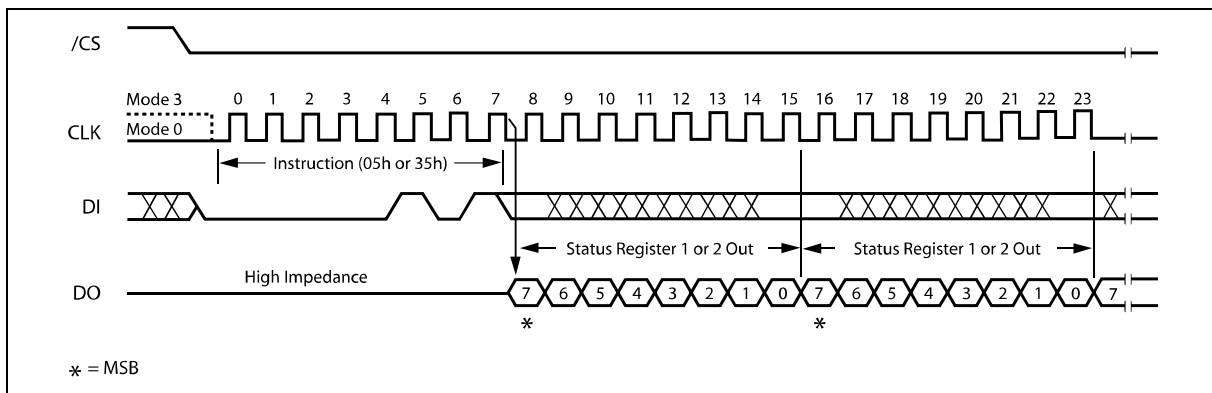 /CS
Mode 3
0 1 2 3 4 5 6 7 8 9 10 11 12 13 14 15 16 17 18 19 20 21 22 23
CLK
Mode 0
Instruction (05h or 35h)
DI
Status Register 1 or 2 Out
Status Register 1 or 2 Out
High Impedance
DO
7 6 5 4 3 2 1 0 7 6 5 4 3 2 1 0 7
* *
* = MSB